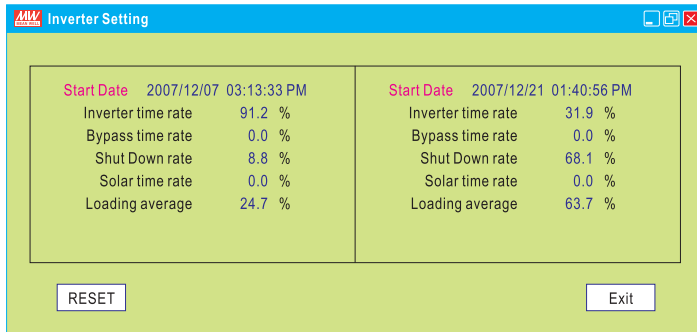 MW MEAN WELL Inverter Setting
Start Date 2007/12/07 03:13:33 PM
Inverter time rate 91.2 %
Bypass time rate 0.0 %
Shut Down rate 8.8 %
Solar time rate 0.0 %
Loading average 24.7 %
Start Date 2007/12/21 01:40:56 PM
Inverter time rate 31.9 %
Bypass time rate 0.0 %
Shut Down rate 68.1 %
Solar time rate 0.0 %
Loading average 63.7 %
RESET
Exit